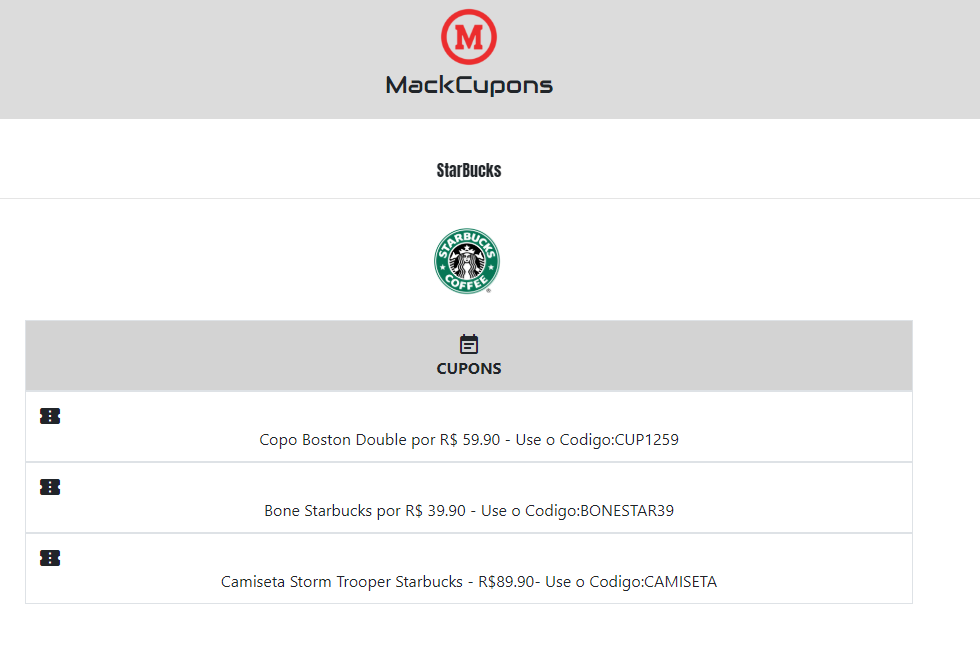 M
MackCupons
StarBucks
STARBUCKS
COFFEE
CUPONS
Copo Boston Double por R$ 59.90 - Use o Codigo:CUP1259
Bone Starbucks por R$ 39.90 - Use o Codigo:BONESTAR39
Camiseta Storm Trooper Starbucks - R$89.90- Use o Codigo:CAMISETA